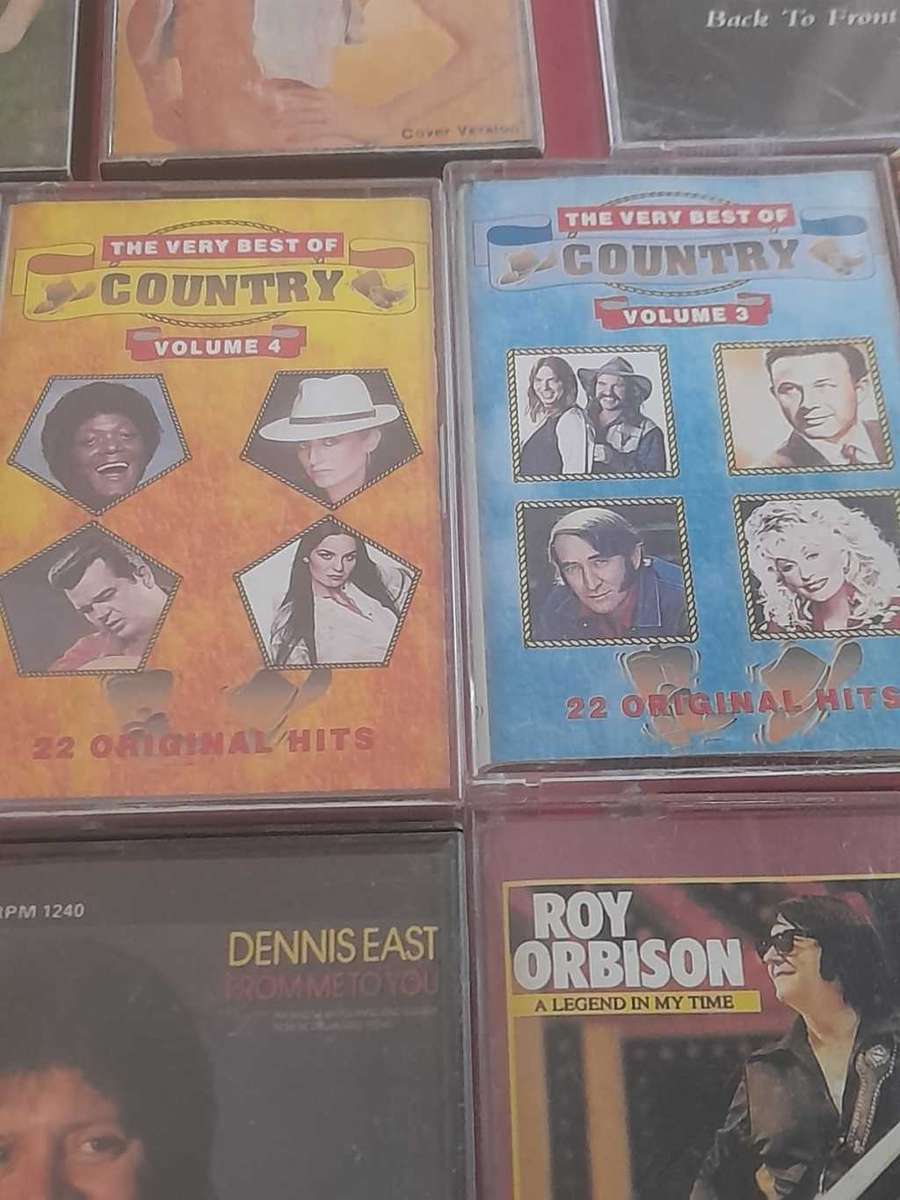 Back To Front
Cover Version
THE VERY BEST OF
COUNTRY
VOLUME 4
22 ORIGINAL HITS
THE VERY BEST OF
COUNTRY
VOLUME 3
22 ORIGINAL HITS
RPM 1240
DENNIS EAST
FROM ME TO YOU
ROY
ORBISON
A LEGEND IN MY TIME